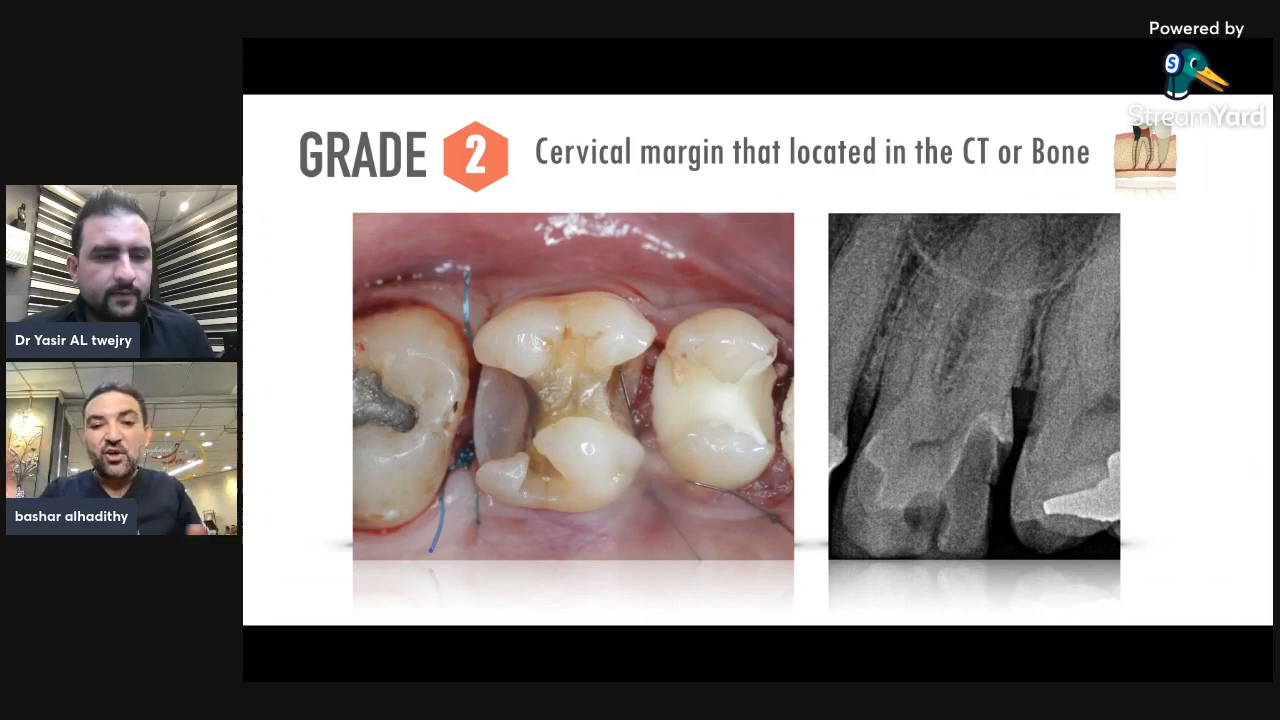 Powered by
S
StreamYard
GRADE 2 Cervical margin that located in the CT or Bone
Dr Yasir AL twejry
bashar alhadithy